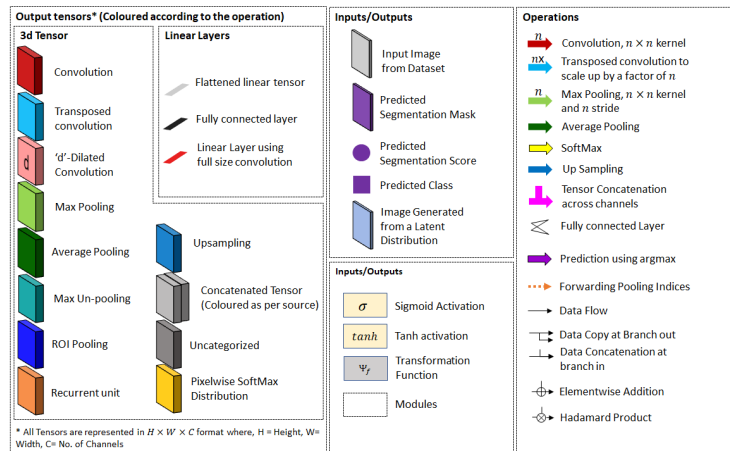 Output tensors* (Coloured according to the operation)
3d Tensor
Convolution
Transposed
convolution
d
'd'-Dilated
Convolution
Max Pooling
Average Pooling
Max Un-pooling
ROI Pooling
Recurrent unit
Linear Layers
Flattened linear tensor
Fully connected layer
Linear Layer using
full size convolution
Upsampling
Concatenated Tensor
(Coloured as per source)
Uncategorized
Pixelwise SoftMax
Distribution
* All Tensors are represented in H × W × C format where, H = Height, W=
Width, C= No. of Channels
Inputs/Outputs
Input Image
from Dataset
Predicted
Segmentation Mask
Predicted
Segmentation Score
Predicted Class
Image Generated
from a Latent
Distribution
Inputs/Outputs
σ
Sigmoid Activation
tanh
Tanh activation
Ψf
Transformation
Function
Modules
Operations
n
Convolution, n × n kernel
nX
Transposed convolution to
scale up by a factor of n
n
Max Pooling, n × n kernel
and n stride
Average Pooling
SoftMax
Up Sampling
Tensor Concatenation
across channels
Fully connected Layer
Prediction using argmax
Forwarding Pooling Indices
Data Flow
Data Copy at Branch out
Data Concatenation at
branch in
Elementwise Addition
Hadamard Product